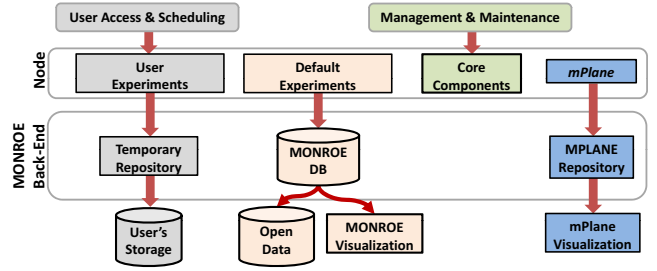 User Access & Scheduling
Management & Maintenance
Node
User
Experiments
Default
Experiments
Core
Components
mPlane
MONROE
Back-End
Temporary
Repository
MONROE
DB
MPLANE
Repository
User's
Storage
Open
Data
MONROE
Visualization
mPlane
Visualization